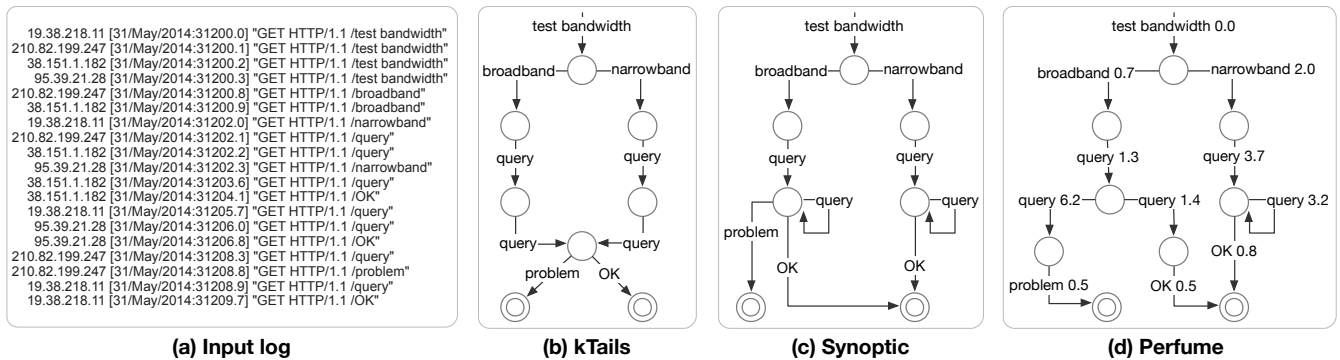 19.38.218.11 [31/May/2014:31200.0] "GET HTTP/1.1 /test bandwidth"
210.82.199.247 [31/May/2014:31200.1] "GET HTTP/1.1 /test bandwidth"
38.151.1.182 [31/May/2014:31200.2] "GET HTTP/1.1 /test bandwidth"
95.39.21.28 [31/May/2014:31200.3] "GET HTTP/1.1 /test bandwidth"
210.82.199.247 [31/May/2014:31200.8] "GET HTTP/1.1 /broadband"
38.151.1.182 [31/May/2014:31200.9] "GET HTTP/1.1 /broadband"
19.38.218.11 [31/May/2014:31202.0] "GET HTTP/1.1 /narrowband"
210.82.199.247 [31/May/2014:31202.1] "GET HTTP/1.1 /query"
38.151.1.182 [31/May/2014:31202.2] "GET HTTP/1.1 /query"
95.39.21.28 [31/May/2014:31202.3] "GET HTTP/1.1 /narrowband"
38.151.1.182 [31/May/2014:31203.6] "GET HTTP/1.1 /query"
38.151.1.182 [31/May/2014:31204.1] "GET HTTP/1.1 /OK"
19.38.218.11 [31/May/2014:31205.7] "GET HTTP/1.1 /query"
95.39.21.28 [31/May/2014:31206.0] "GET HTTP/1.1 /query"
95.39.21.28 [31/May/2014:31206.8] "GET HTTP/1.1 /OK"
210.82.199.247 [31/May/2014:31208.3] "GET HTTP/1.1 /query"
210.82.199.247 [31/May/2014:31208.8] "GET HTTP/1.1 /problem"
19.38.218.11 [31/May/2014:31208.9] "GET HTTP/1.1 /query"
19.38.218.11 [31/May/2014:31209.7] "GET HTTP/1.1 /OK"
(a) Input log
test bandwidth
broadband narrowband
query query
query query
problem OK
(b) kTails
test bandwidth
broadband narrowband
query query
query query
problem
OK OK
(c) Synoptic
test bandwidth 0.0
broadband 0.7 narrowband 2.0
query 1.3 query 3.7
query 6.2 query 1.4 query 3.2
OK 0.8
problem 0.5 OK 0.5
(d) Perfume